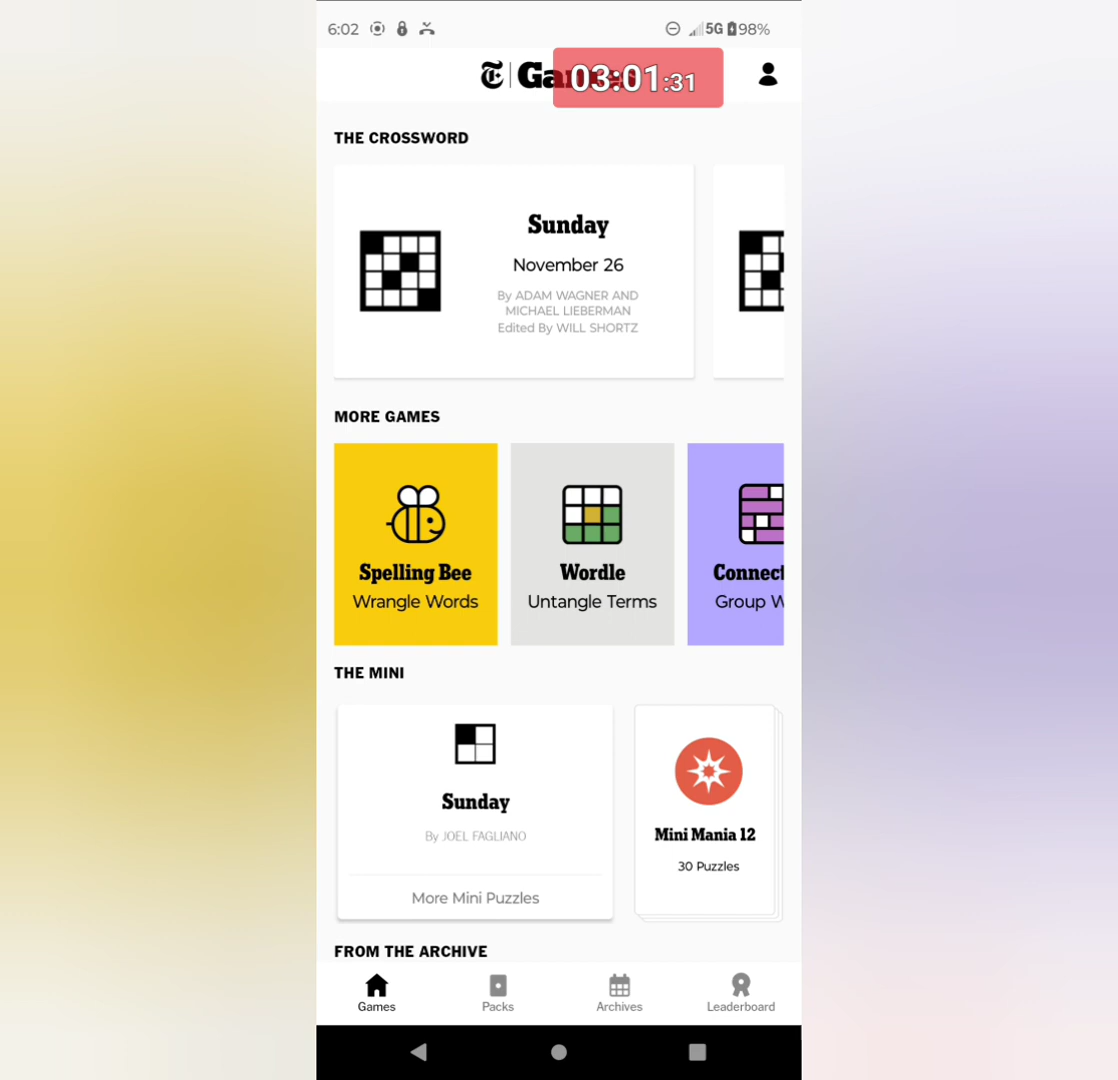 6:02
5G 98%
03:01:31
THE CROSSWORD
Sunday
November 26
By ADAM WAGNER AND
MICHAEL LIEBERMAN
Edited By WILL SHORTZ
MORE GAMES
Spelling Bee
Wrangle Words
Wordle
Untangle Terms
Connect
Group W
THE MINI
Sunday
By JOEL FAGLIANO
More Mini Puzzles
Mini Mania 12
30 Puzzles
FROM THE ARCHIVE
Games
Packs
Archives
Leaderboard